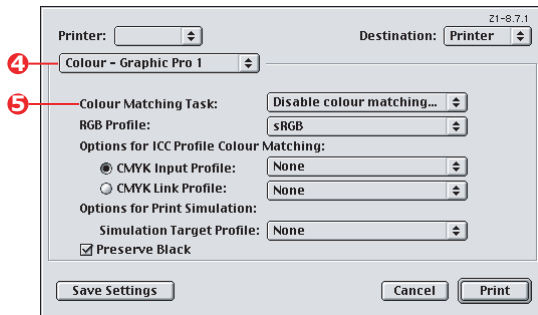 Z1-8.7.1
Printer: Destination: Printer
4 Colour - Graphic Pro 1
5 Colour Matching Task: Disable colour matching...
RGB Profile: sRGB
Options for ICC Profile Colour Matching:
CMYK Input Profile: None
CMYK Link Profile: None
Options for Print Simulation:
Simulation Target Profile: None
Preserve Black
Save Settings Cancel Print